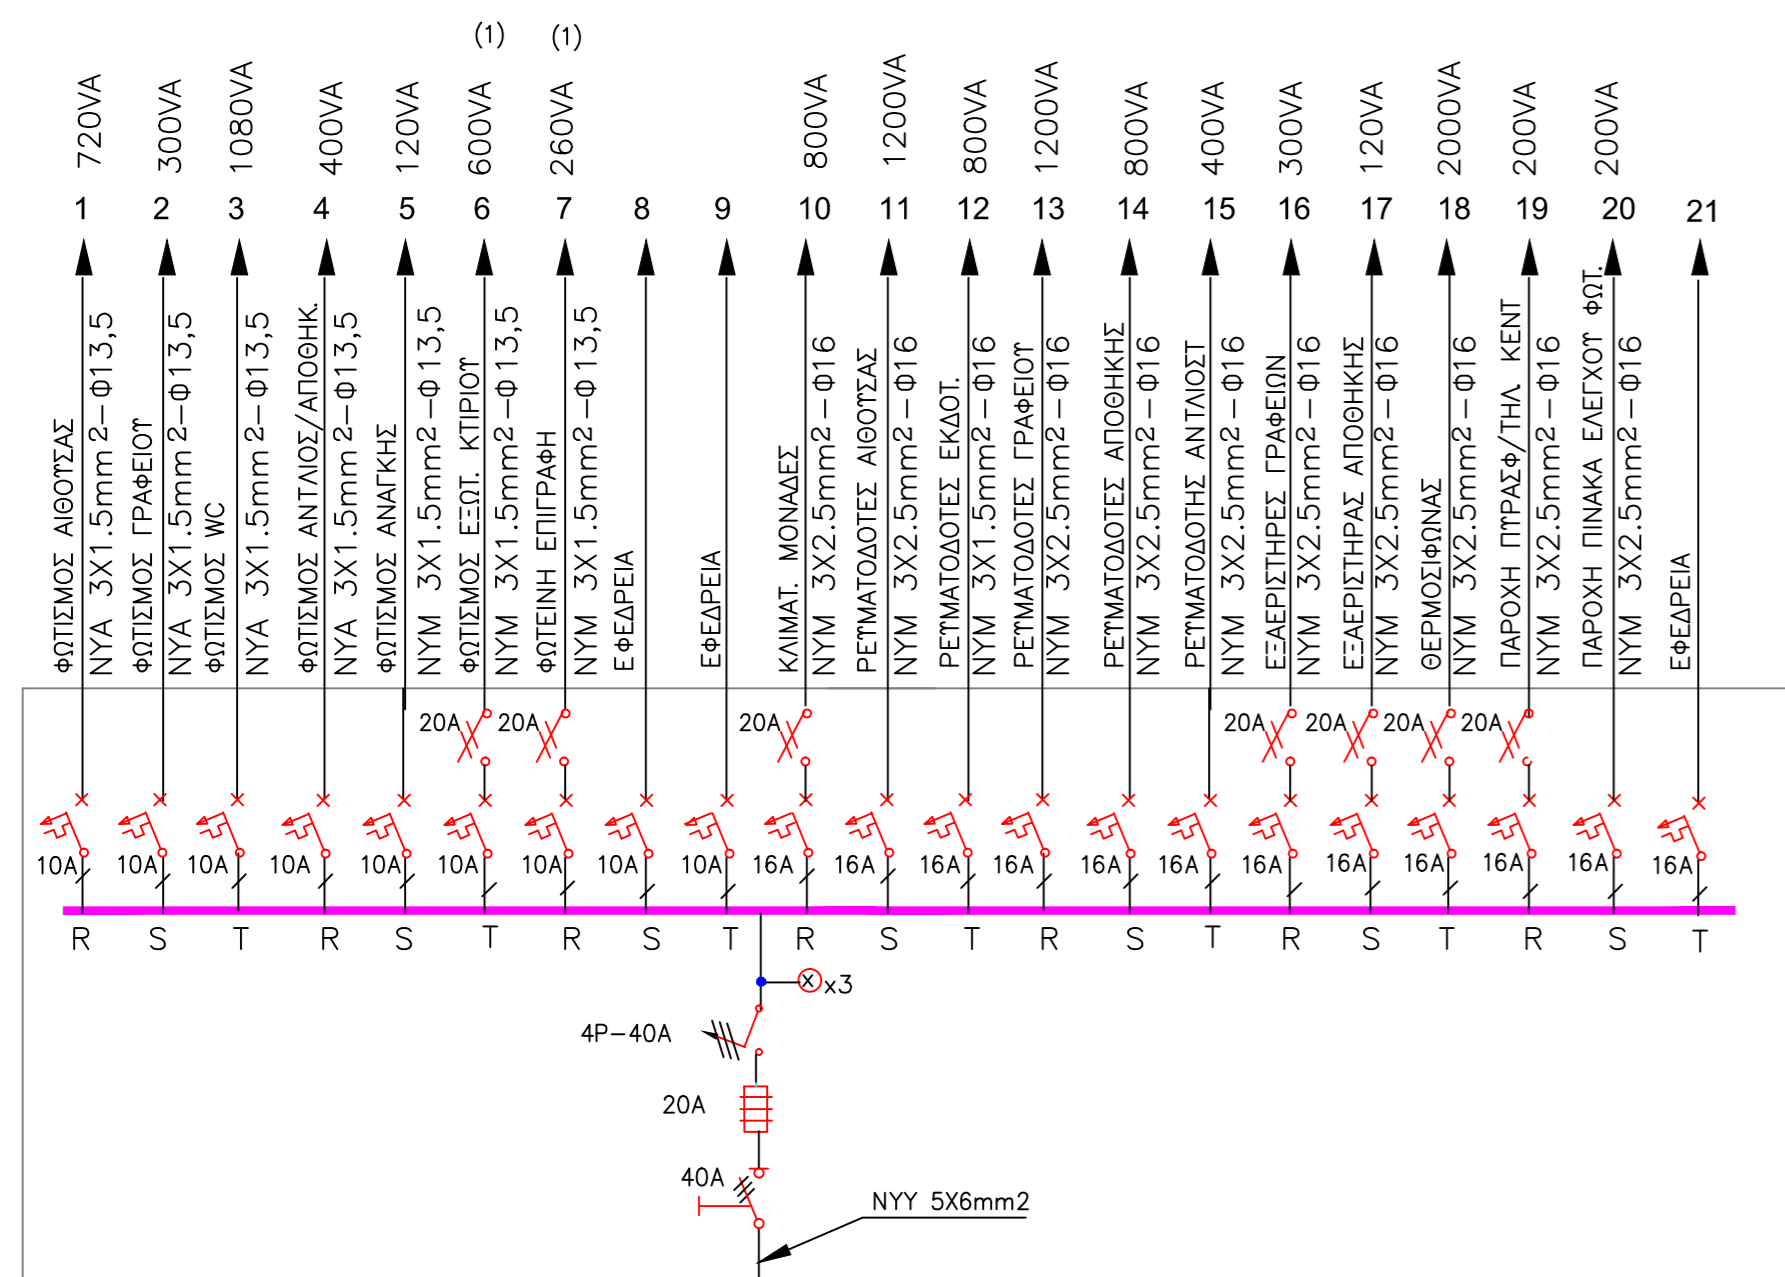 (1) (1)
720VA 300VA 1080VA 400VA 120VA 600VA 260VA 800VA 1200VA 800VA 1200VA 800VA 400VA 300VA 120VA 2000VA 200VA 200VA
1 2 3 4 5 6 7 8 9 10 11 12 13 14 15 16 17 18 19 20 21
ΦΩΤΙΣΜΟΣ ΑΙΘΟΥΣΑΣ
NYA 3X1.5mm2-Φ13,5
ΦΩΤΙΣΜΟΣ ΓΡΑΦΕΙΟΥ
NYA 3X1.5mm2-Φ13,5
ΦΩΤΙΣΜΟΣ WC
NYA 3X1.5mm2-Φ13,5
ΦΩΤΙΣΜΟΣ ΑΝΤΛΙΟΣ/ΑΠΟΘΗΚ.
NYA 3X1.5mm2-Φ13,5
ΦΩΤΙΣΜΟΣ ΑΝΑΓΚΗΣ
NYM 3X1.5mm2-Φ13,5
ΦΩΤΙΣΜΟΣ ΕΞΩΤ. ΚΤΙΡΙΟΥ
NYM 3X1.5mm2-Φ13,5
ΦΩΤΕΙΝΗ ΕΠΙΓΡΑΦΗ
NYM 3X1.5mm2-Φ13,5
ΕΦΕΔΡΕΙΑ
ΕΦΕΔΡΕΙΑ
ΚΛΙΜΑΤ. ΜΟΝΑΔΕΣ
NYM 3X2.5mm2-Φ16
ΡΕΥΜΑΤΟΔΟΤΕΣ ΑΙΘΟΥΣΑΣ
NYM 3X2.5mm2-Φ16
ΡΕΥΜΑΤΟΔΟΤΕΣ ΕΚΔΟΤ.
NYM 3X1.5mm2-Φ16
ΡΕΥΜΑΤΟΔΟΤΕΣ ΓΡΑΦΕΙΟΥ
NYM 3X2.5mm2-Φ16
ΡΕΥΜΑΤΟΔΟΤΕΣ ΑΠΟΘΗΚΗΣ
NYM 3X2.5mm2-Φ16
ΡΕΥΜΑΤΟΔΟΤΗΣ ΑΝΤΛΙΟΣΤ
NYM 3X2.5mm2-Φ16
ΕΞΑΕΡΙΣΤΗΡΕΣ ΓΡΑΦΕΙΩΝ
NYM 3X2.5mm2-Φ16
ΕΞΑΕΡΙΣΤΗΡΑΣ ΑΠΟΘΗΚΗΣ
NYM 3X2.5mm2-Φ16
ΘΕΡΜΟΣΙΦΩΝΑΣ
NYM 3X2.5mm2-Φ16
ΠΑΡΟΧΗ ΠΥΡΑΣΦ/ΤΗΛ. ΚΕΝΤ
NYM 3X2.5mm2-Φ16
ΠΑΡΟΧΗ ΠΙΝΑΚΑ ΕΛΕΓΧΟΥ ΦΩΤ.
NYM 3X2.5mm2-Φ16
ΕΦΕΔΡΕΙΑ
20A 20A 20A 20A 20A 20A 20A
10A 10A 10A 10A 10A 10A 10A 10A 10A 16A 16A 16A 16A 16A 16A 16A 16A 16A 16A 16A 16A
R S T R S T R S T R S T R S T R S T R S T
x x3
4P-40A
20A
40A
NYY 5X6mm2